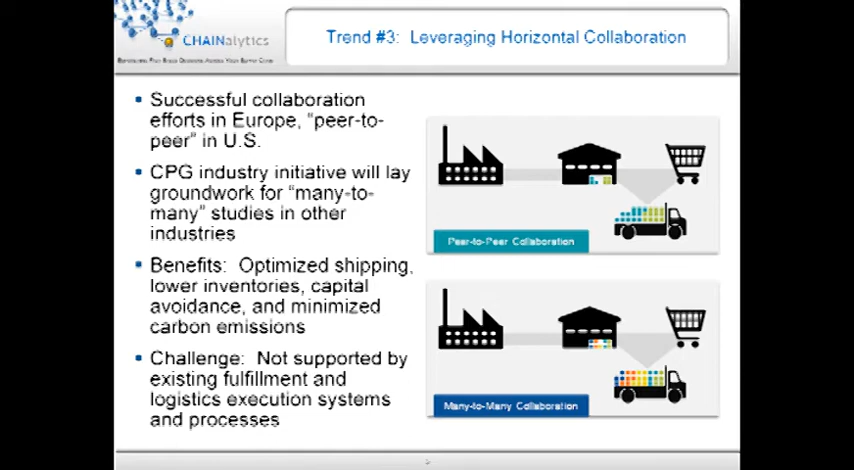 CHAINalytics
Trend #3: Leveraging Horizontal Collaboration
• Successful collaboration
efforts in Europe, “peer-to-
peer” in U.S.
• CPG industry initiative will lay
groundwork for “many-to-
many” studies in other
industries
• Benefits: Optimized shipping,
lower inventories, capital
avoidance, and minimized
carbon emissions
• Challenge: Not supported by
existing fulfillment and
logistics execution systems
and processes
Peer-to-Peer Collaboration
Many-to-Many Collaboration